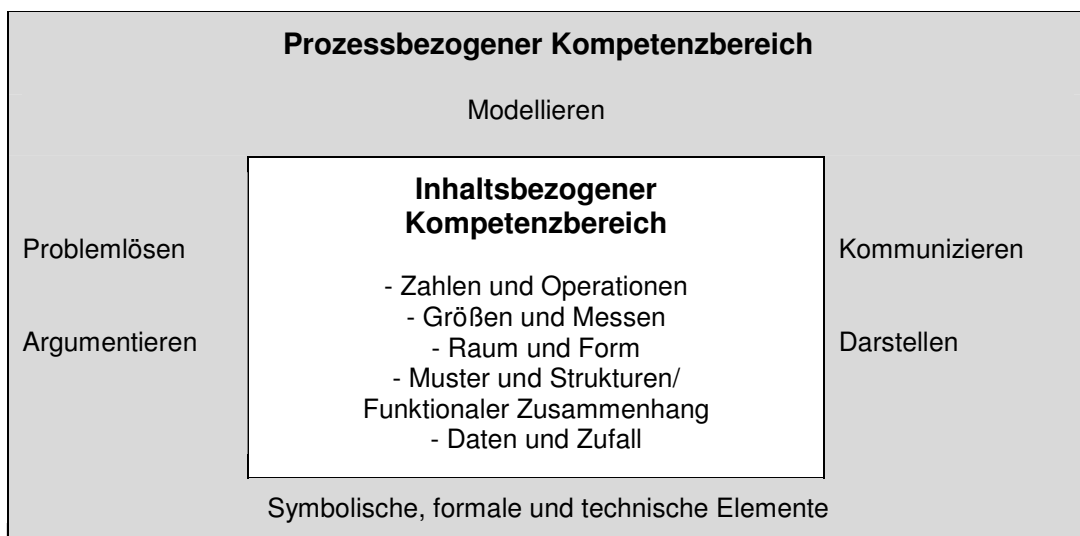 Prozessbezogener Kompetenzbereich
Modellieren
Inhaltsbezogener
Kompetenzbereich
Problemlösen
Kommunizieren
- Zahlen und Operationen
- Größen und Messen
Argumentieren
- Raum und Form
Darstellen
- Muster und Strukturen/
Funktionaler Zusammenhang
- Daten und Zufall
Symbolische, formale und technische Elemente